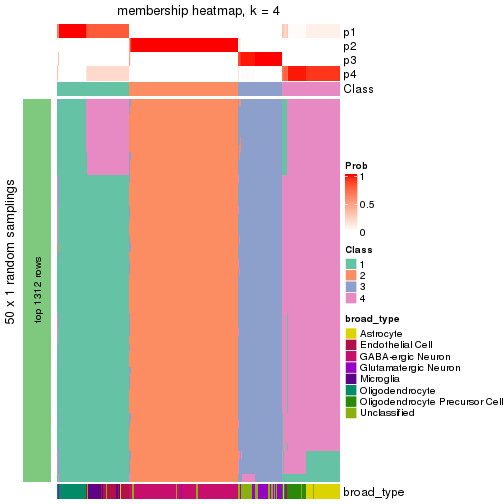 membership heatmap, k = 4
p1
p2
p3
p4
Class
50 x 1 random samplings
top 1312 rows
Prob
1
0.5
0
Class
1
2
3
4
broad_type
Astrocyte
Endothelial Cell
GABA-ergic Neuron
Glutamatergic Neuron
Microglia
Oligodendrocyte
Oligodendrocyte Precursor Cell
Unclassified
broad_type